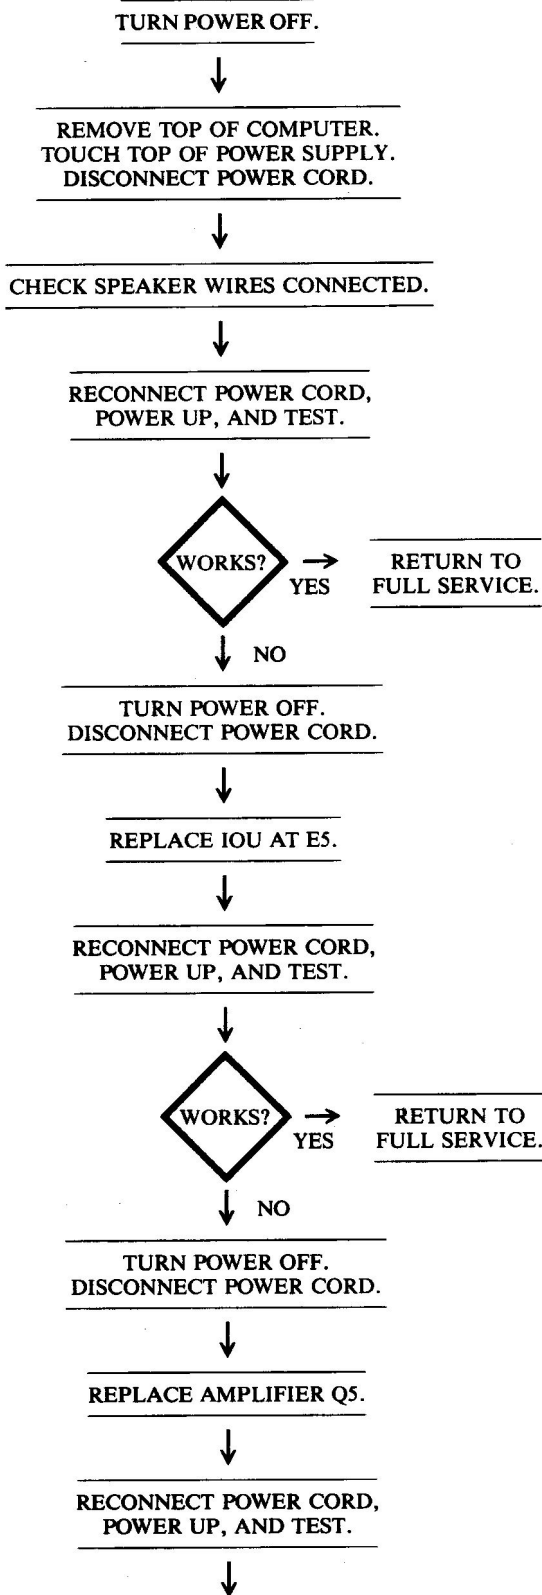 TURN POWER OFF.
REMOVE TOP OF COMPUTER.
TOUCH TOP OF POWER SUPPLY.
DISCONNECT POWER CORD.
CHECK SPEAKER WIRES CONNECTED.
RECONNECT POWER CORD,
POWER UP, AND TEST.
WORKS?
YES
RETURN TO
FULL SERVICE.
NO
TURN POWER OFF.
DISCONNECT POWER CORD.
REPLACE IOU AT E5.
RECONNECT POWER CORD,
POWER UP, AND TEST.
WORKS?
YES
RETURN TO
FULL SERVICE.
NO
TURN POWER OFF.
DISCONNECT POWER CORD.
REPLACE AMPLIFIER Q5.
RECONNECT POWER CORD,
POWER UP, AND TEST.